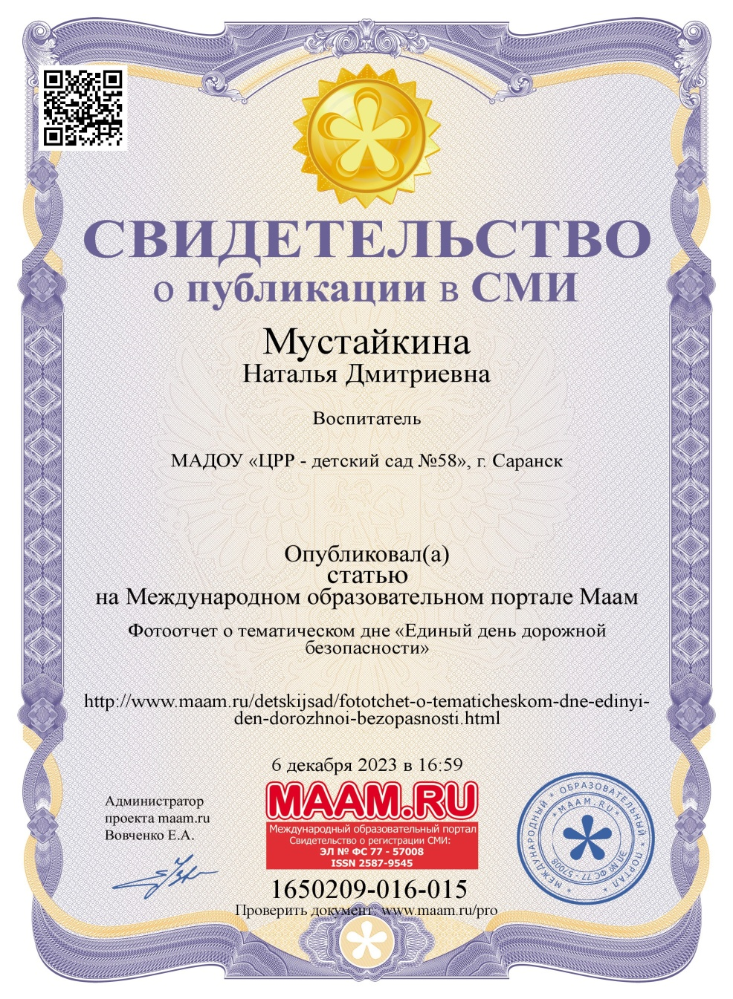 СВИДЕТЕЛЬСТВО
о публикации в СМИ
Мустайкина
Наталья Дмитриевна
Воспитатель
МАДОУ «ЦРР - детский сад №58», г. Саранск
Опубликовал(а)
статью
на Международном образовательном портале Маам
Фотоотчет о тематическом дне «Единый день дорожной
безопасности»
http://www.maam.ru/detskijsad/fototchet-o-tematicheskom-dne-edinyi-
den-dorozhnoi-bezopasnosti.html
6 декабря 2023 в 16:59
Администратор
проекта maam.ru
Вовченко Е.А.
MAAM.RU
Международный образовательный портал
Свидетельство о регистрации СМИ:
ЭЛ № ФС 77 - 57008
ISSN 2587-9545
МЕЖДУНАРОДНЫЙ * ОБРАЗОВАТЕЛЬНЫЙ * ПОРТАЛ *
* MAAM.RU *
ЭЛ № ФС 77 - 57008
1650209-016-015
Проверить документ: www.maam.ru/pro